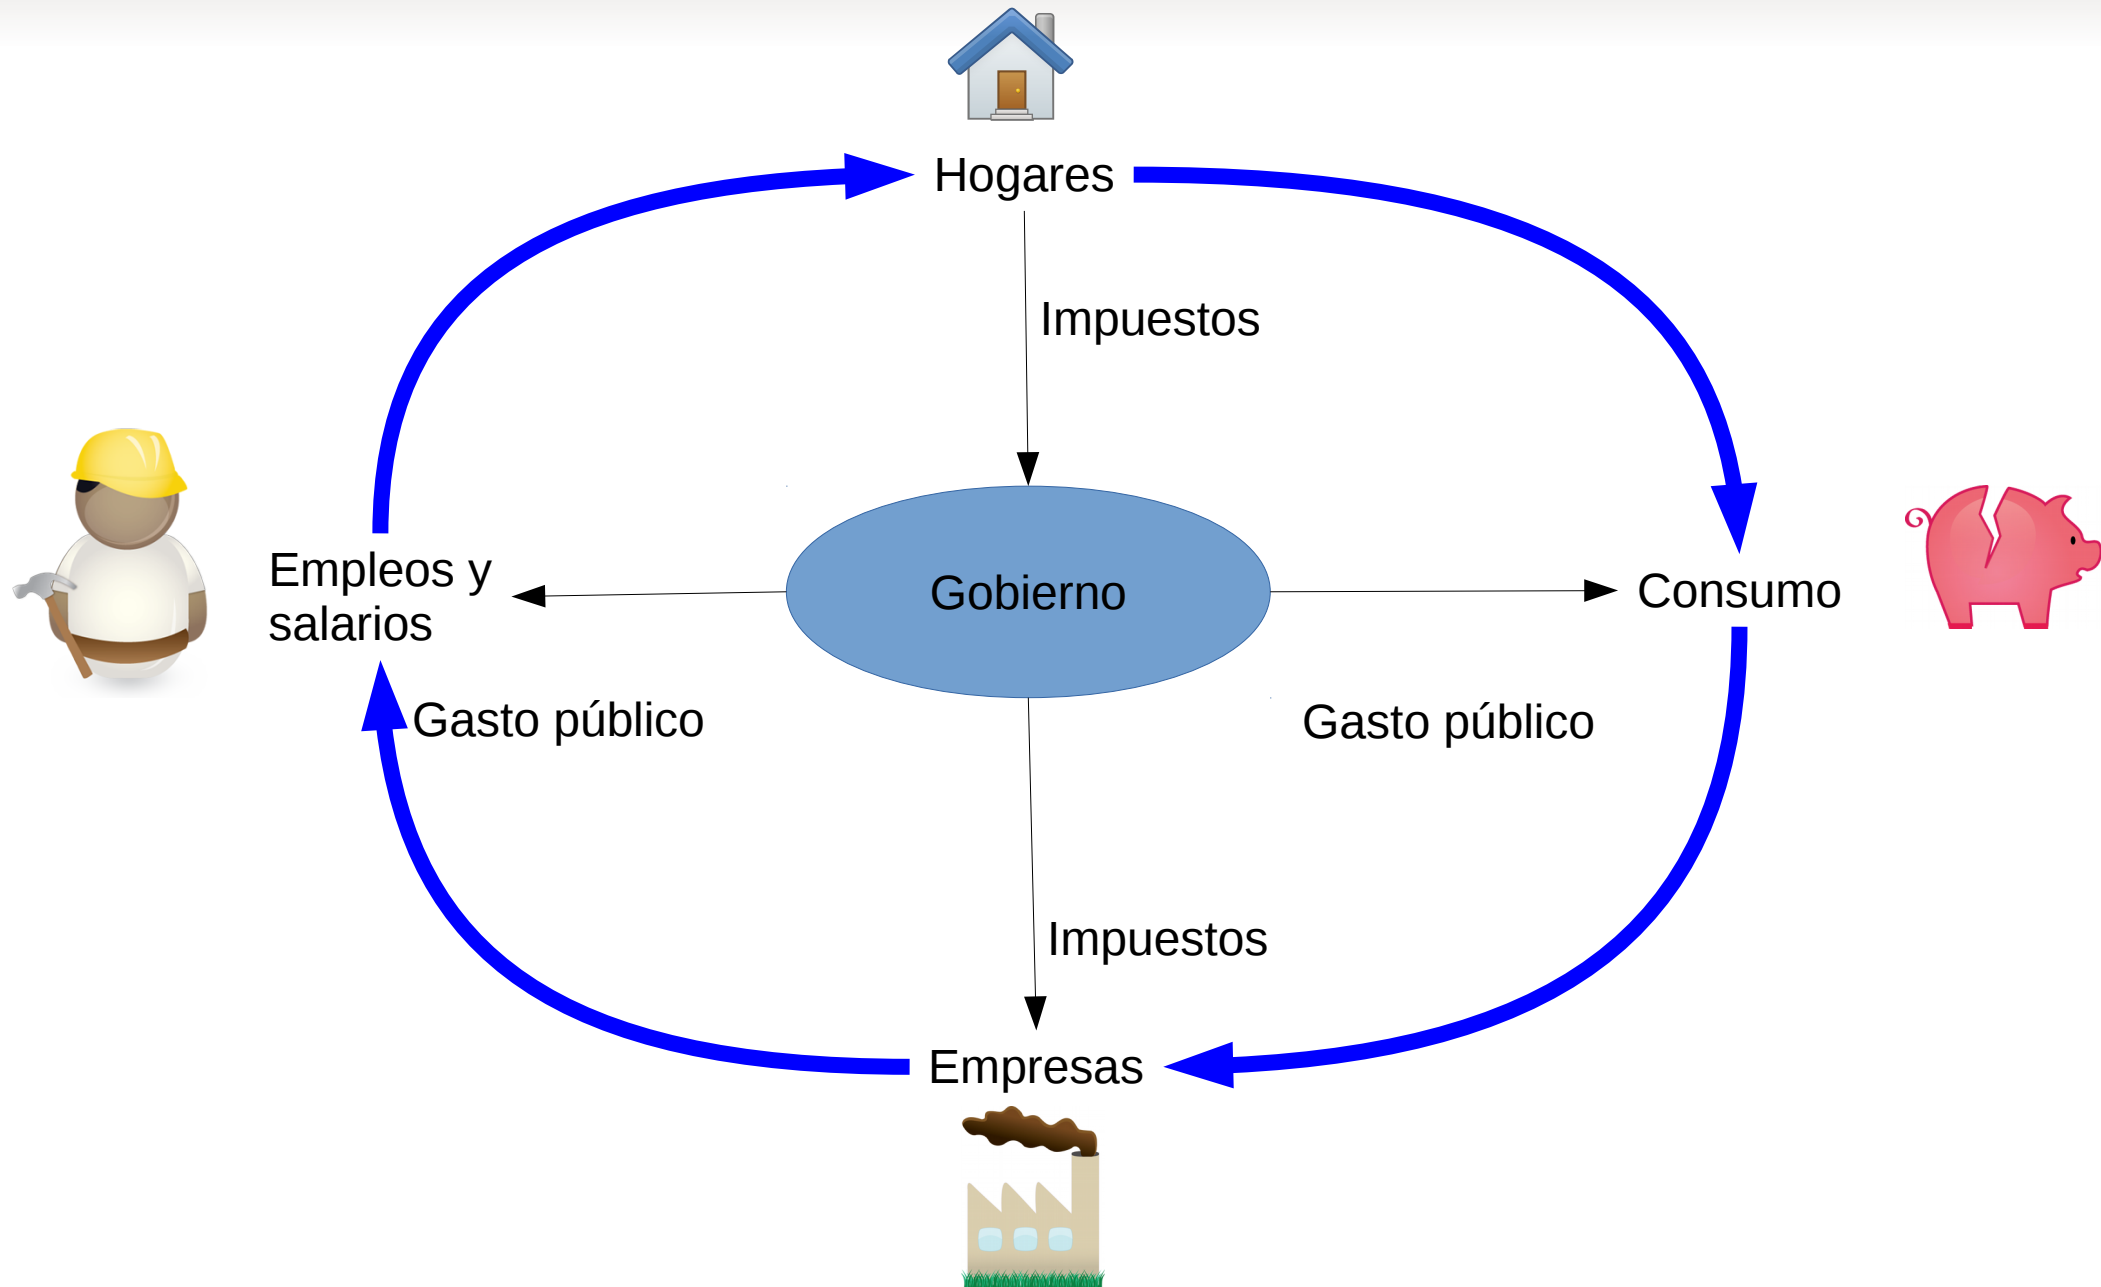 Hogares
Impuestos
Empleos y
salarios
Gobierno
Consumo
Gasto público
Gasto público
Impuestos
Empresas